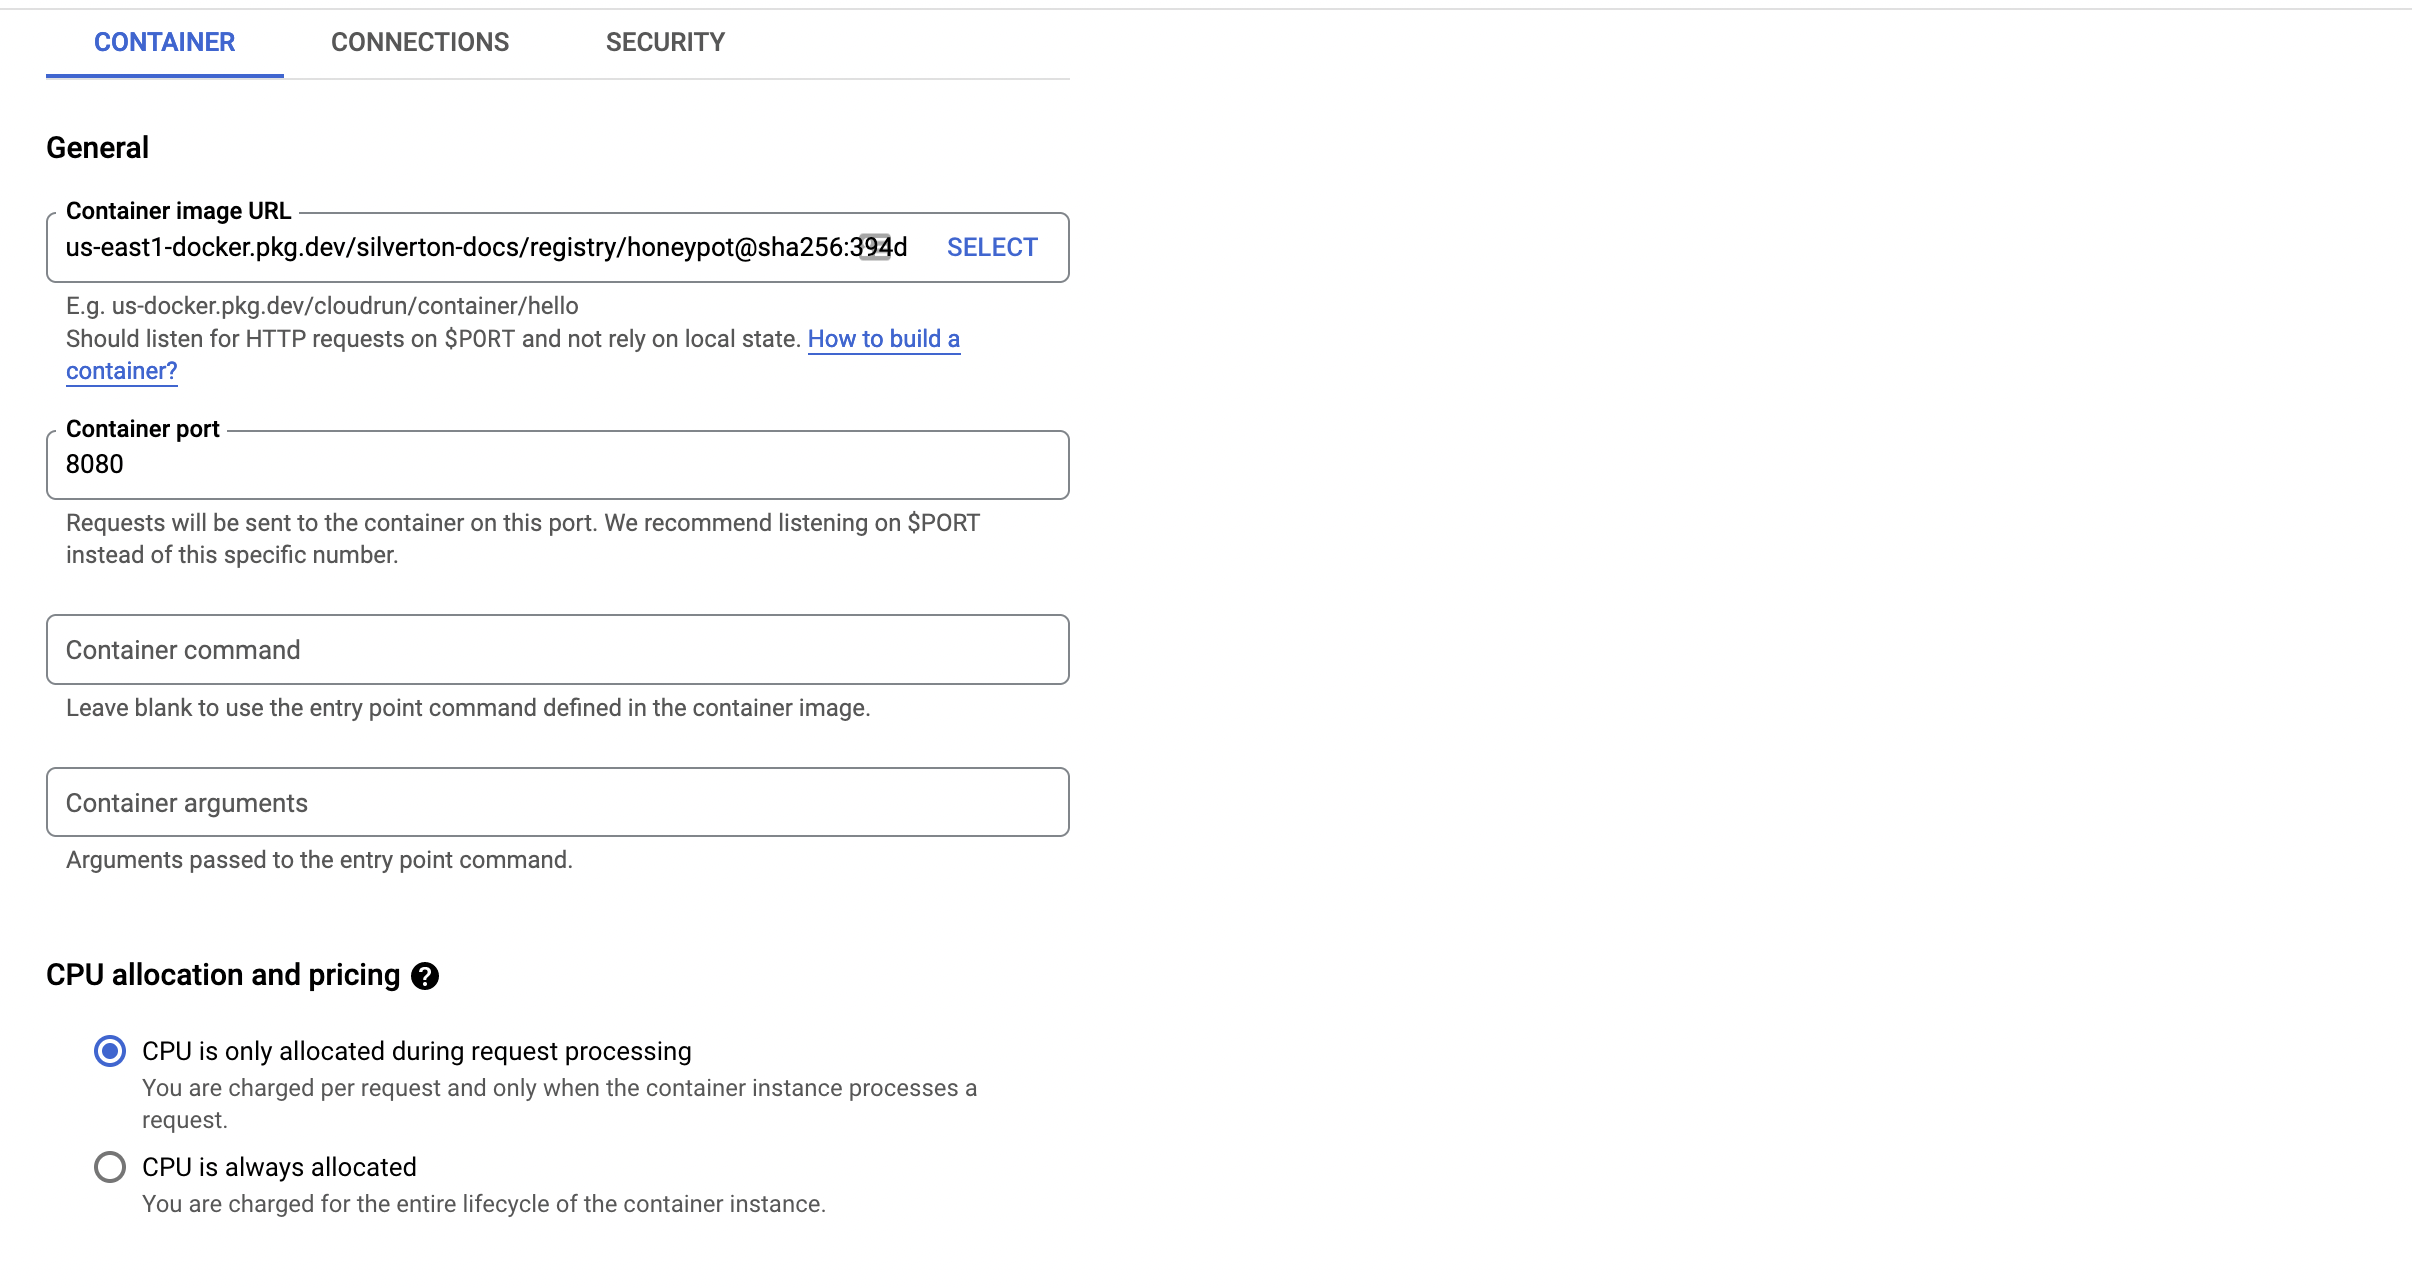 CONTAINER CONNECTIONS SECURITY
General
Container image URL
us-east1-docker.pkg.dev/silverton-docs/registry/honeypot@sha256:394d SELECT
E.g. us-docker.pkg.dev/cloudrun/container/hello
Should listen for HTTP requests on $PORT and not rely on local state. How to build a
container?
Container port
8080
Requests will be sent to the container on this port. We recommend listening on $PORT
instead of this specific number.
Container command
Leave blank to use the entry point command defined in the container image.
Container arguments
Arguments passed to the entry point command.
CPU allocation and pricing ?
CPU is only allocated during request processing
You are charged per request and only when the container instance processes a
request.
CPU is always allocated
You are charged for the entire lifecycle of the container instance.